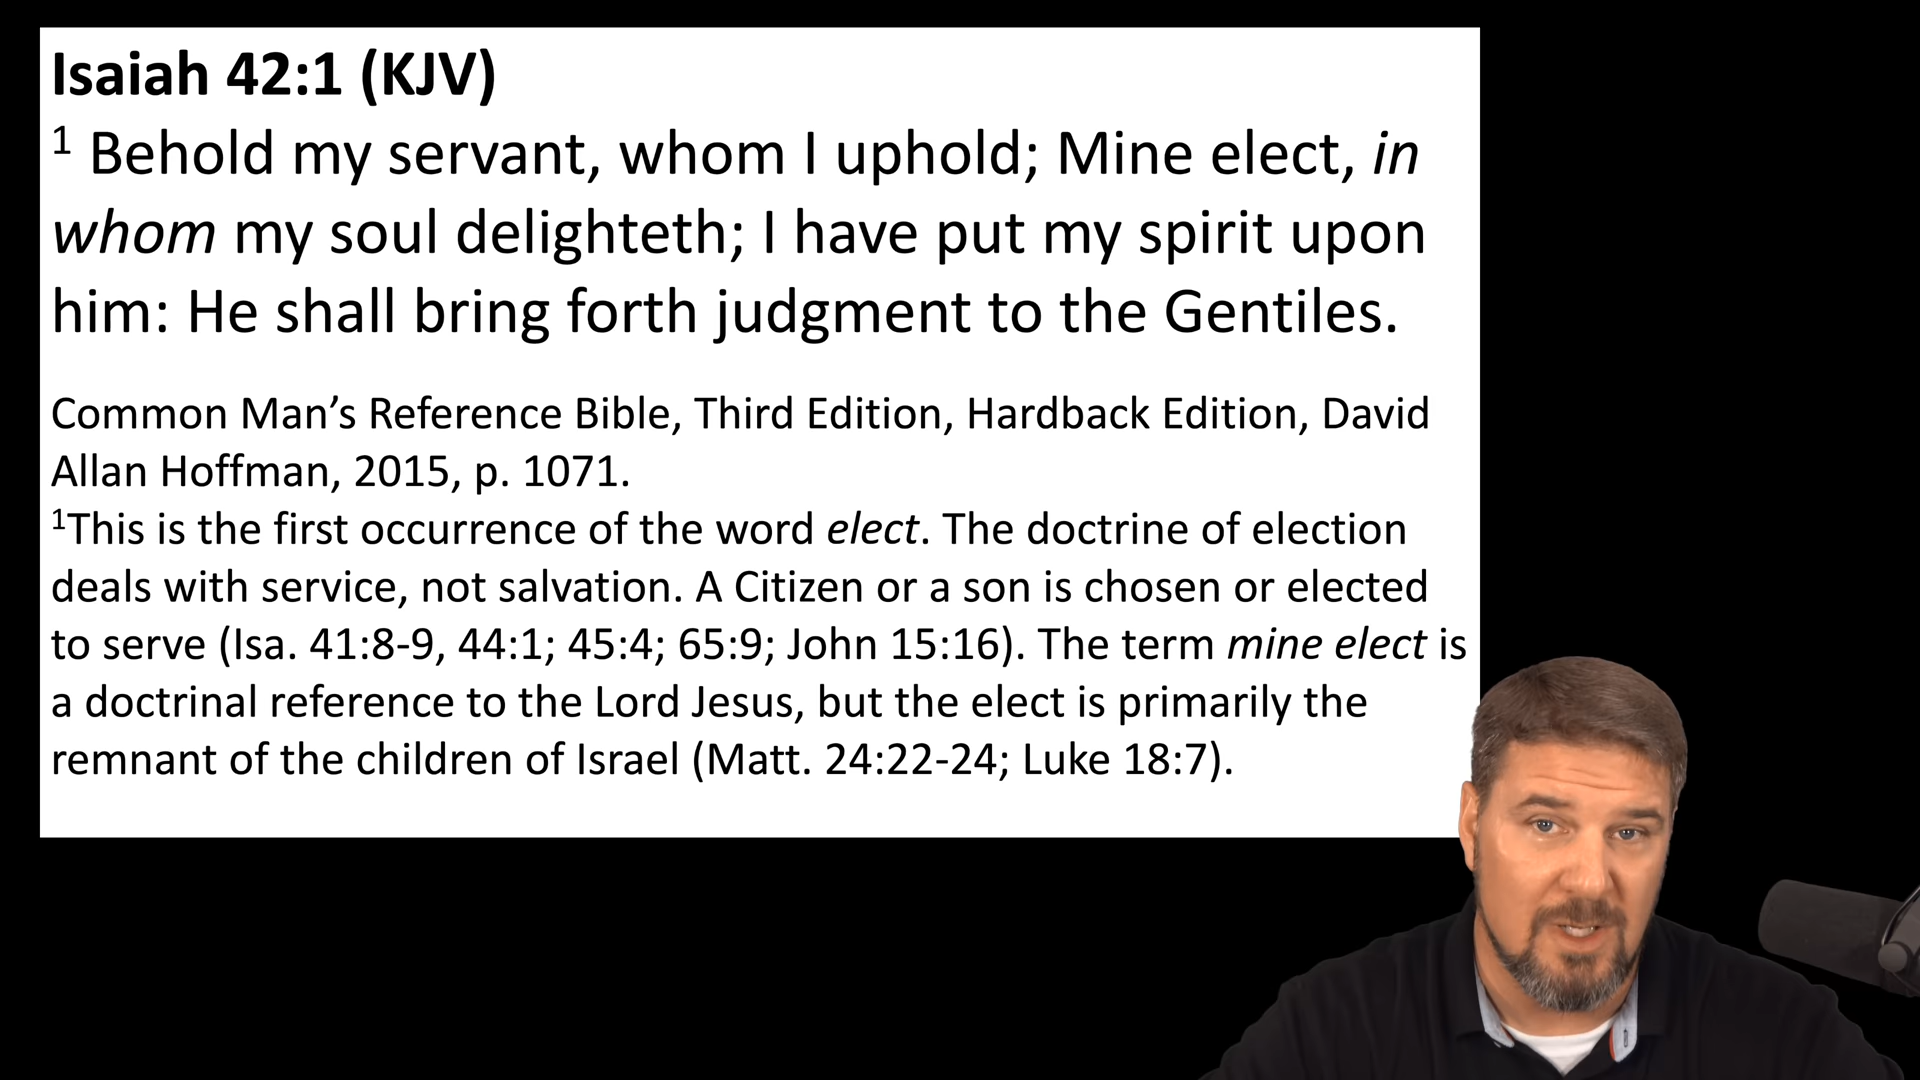 Isaiah 42:1 (KJV)
1 Behold my servant, whom I uphold; Mine elect, in
whom my soul delighteth; I have put my spirit upon
him: He shall bring forth judgment to the Gentiles.
Common Man’s Reference Bible, Third Edition, Hardback Edition, David
Allan Hoffman, 2015, p. 1071.
1This is the first occurrence of the word elect. The doctrine of election
deals with service, not salvation. A Citizen or a son is chosen or elected
to serve (Isa. 41:8-9, 44:1; 45:4; 65:9; John 15:16). The term mine elect is
a doctrinal reference to the Lord Jesus, but the elect is primarily the
remnant of the children of Israel (Matt. 24:22-24; Luke 18:7).